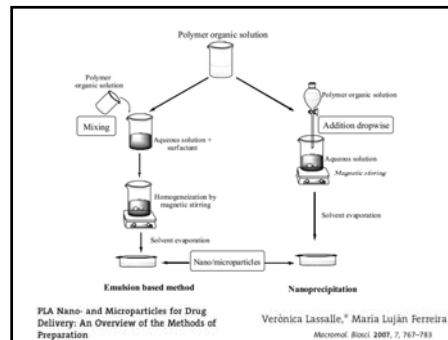 Polymer organic solution
Polymer
organic solution
Mixing
Aqueous solution +
surfactant
Homogeneization by
magnetic stirring
Solvent evaporation
Emulsion based method
Polymer organic solution
Addition dropwise
Aqueous solution
Magnetic stirring
Solvent evaporation
Nano/microparticles
Nanoprecipitation
PLA Nano- and Microparticles for Drug
Delivery: An Overview of the Methods of
Preparation
Verónica Lassalle,* María Luján Ferreira
Macromol. Biosci. 2007, 7, 767–783